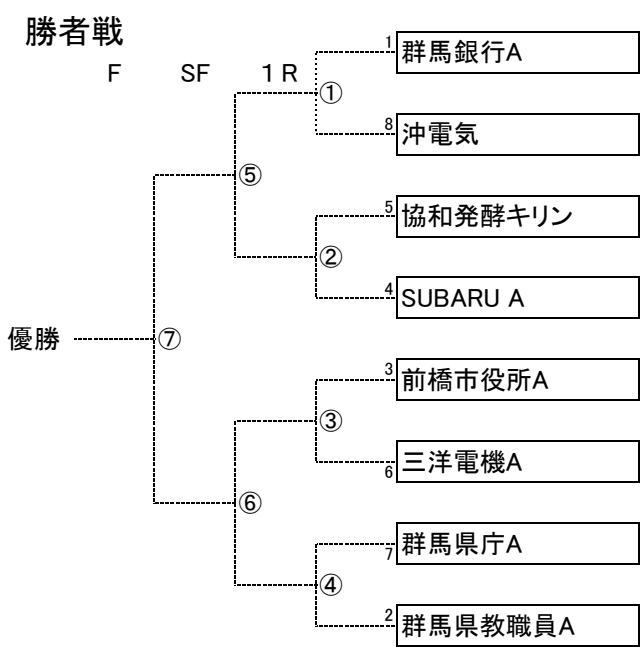 勝者戦
F SF 1R
1 群馬銀行A
①
8 沖電気
⑤
5 協和発酵キリン
②
4 SUBARU A
優勝 ⑦
3 前橋市役所A
③
6 三洋電機A
⑥
7 群馬県庁A
④
2 群馬県教職員A